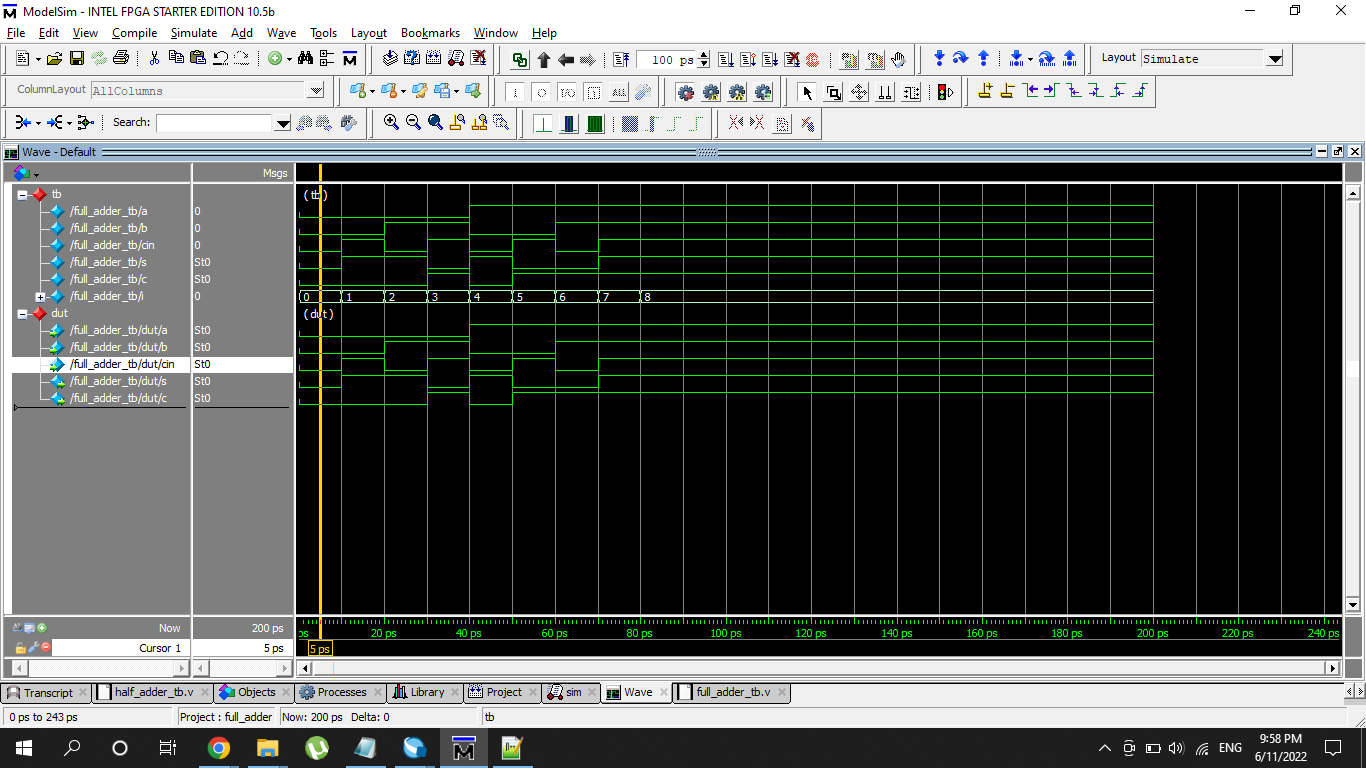 ModelSim - INTEL FPGA STARTER EDITION 10.5b
File Edit View Compile Simulate Add Wave Tools Layout Bookmarks Window Help
100 ps
Layout Simulate
ColumnLayout AllColumns
Search:
Wave - Default
Msgs
tb (tb)
/full_adder_tb/a 0
/full_adder_tb/b 0
/full_adder_tb/cin 0
/full_adder_tb/s St0
/full_adder_tb/c St0
/full_adder_tb/i 0 0 1 2 3 4 5 6 7 8
dut (dut)
/full_adder_tb/dut/a St0
/full_adder_tb/dut/b St0
/full_adder_tb/dut/cin St0
/full_adder_tb/dut/s St0
/full_adder_tb/dut/c St0
Now 200 ps ps 20 ps 40 ps 60 ps 80 ps 100 ps 120 ps 140 ps 160 ps 180 ps 200 ps 220 ps 240 ps
Cursor 1 5 ps 5 ps
Transcript half_adder_tb.v Objects Processes Library Project sim Wave full_adder_tb.v
0 ps to 243 ps Project : full_adder Now: 200 ps Delta: 0 tb
ENG 9:58 PM
6/11/2022